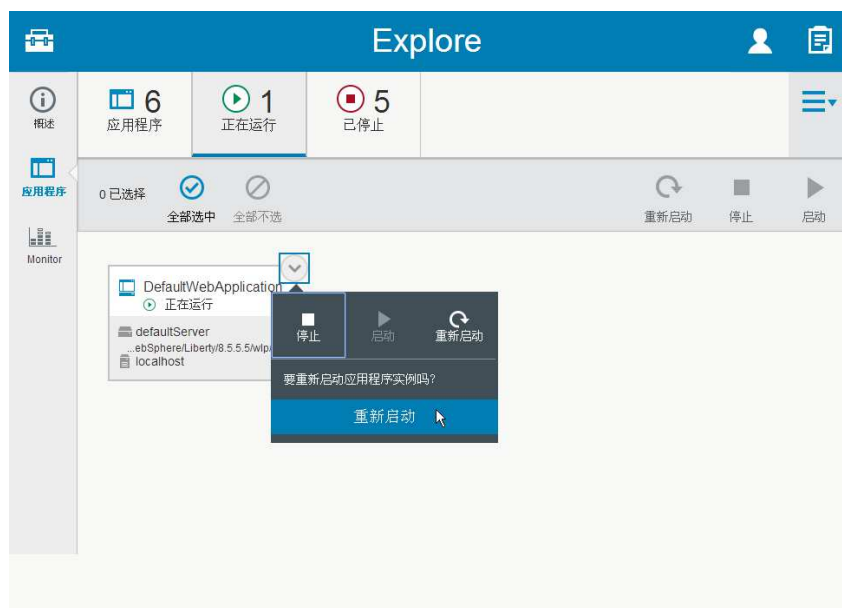 Explore
概述
6
应用程序
1
正在运行
5
已停止
应用程序
0 已选择
全部选中
全部不选
重新启动
停止
启动
Monitor
DefaultWebApplication
正在运行
defaultServer
...ebSphere/Liberty/8.5.5.5/wlp/
localhost
停止
启动
重新启动
要重新启动应用程序实例吗?
重新启动